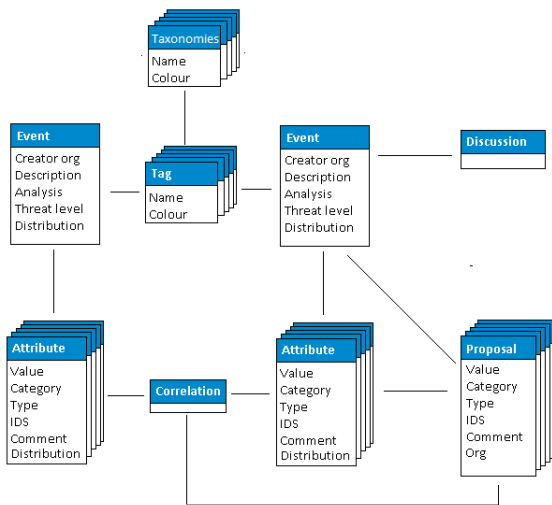 Taxonomies
Name
Colour
Event
Creator org
Description
Analysis
Threat level
Distribution
Tag
Name
Colour
Event
Creator org
Description
Analysis
Threat level
Distribution
Discussion
Attribute
Value
Category
Type
IDS
Comment
Distribution
Correlation
Attribute
Value
Category
Type
IDS
Comment
Distribution
Proposal
Value
Category
Type
IDS
Comment
Org